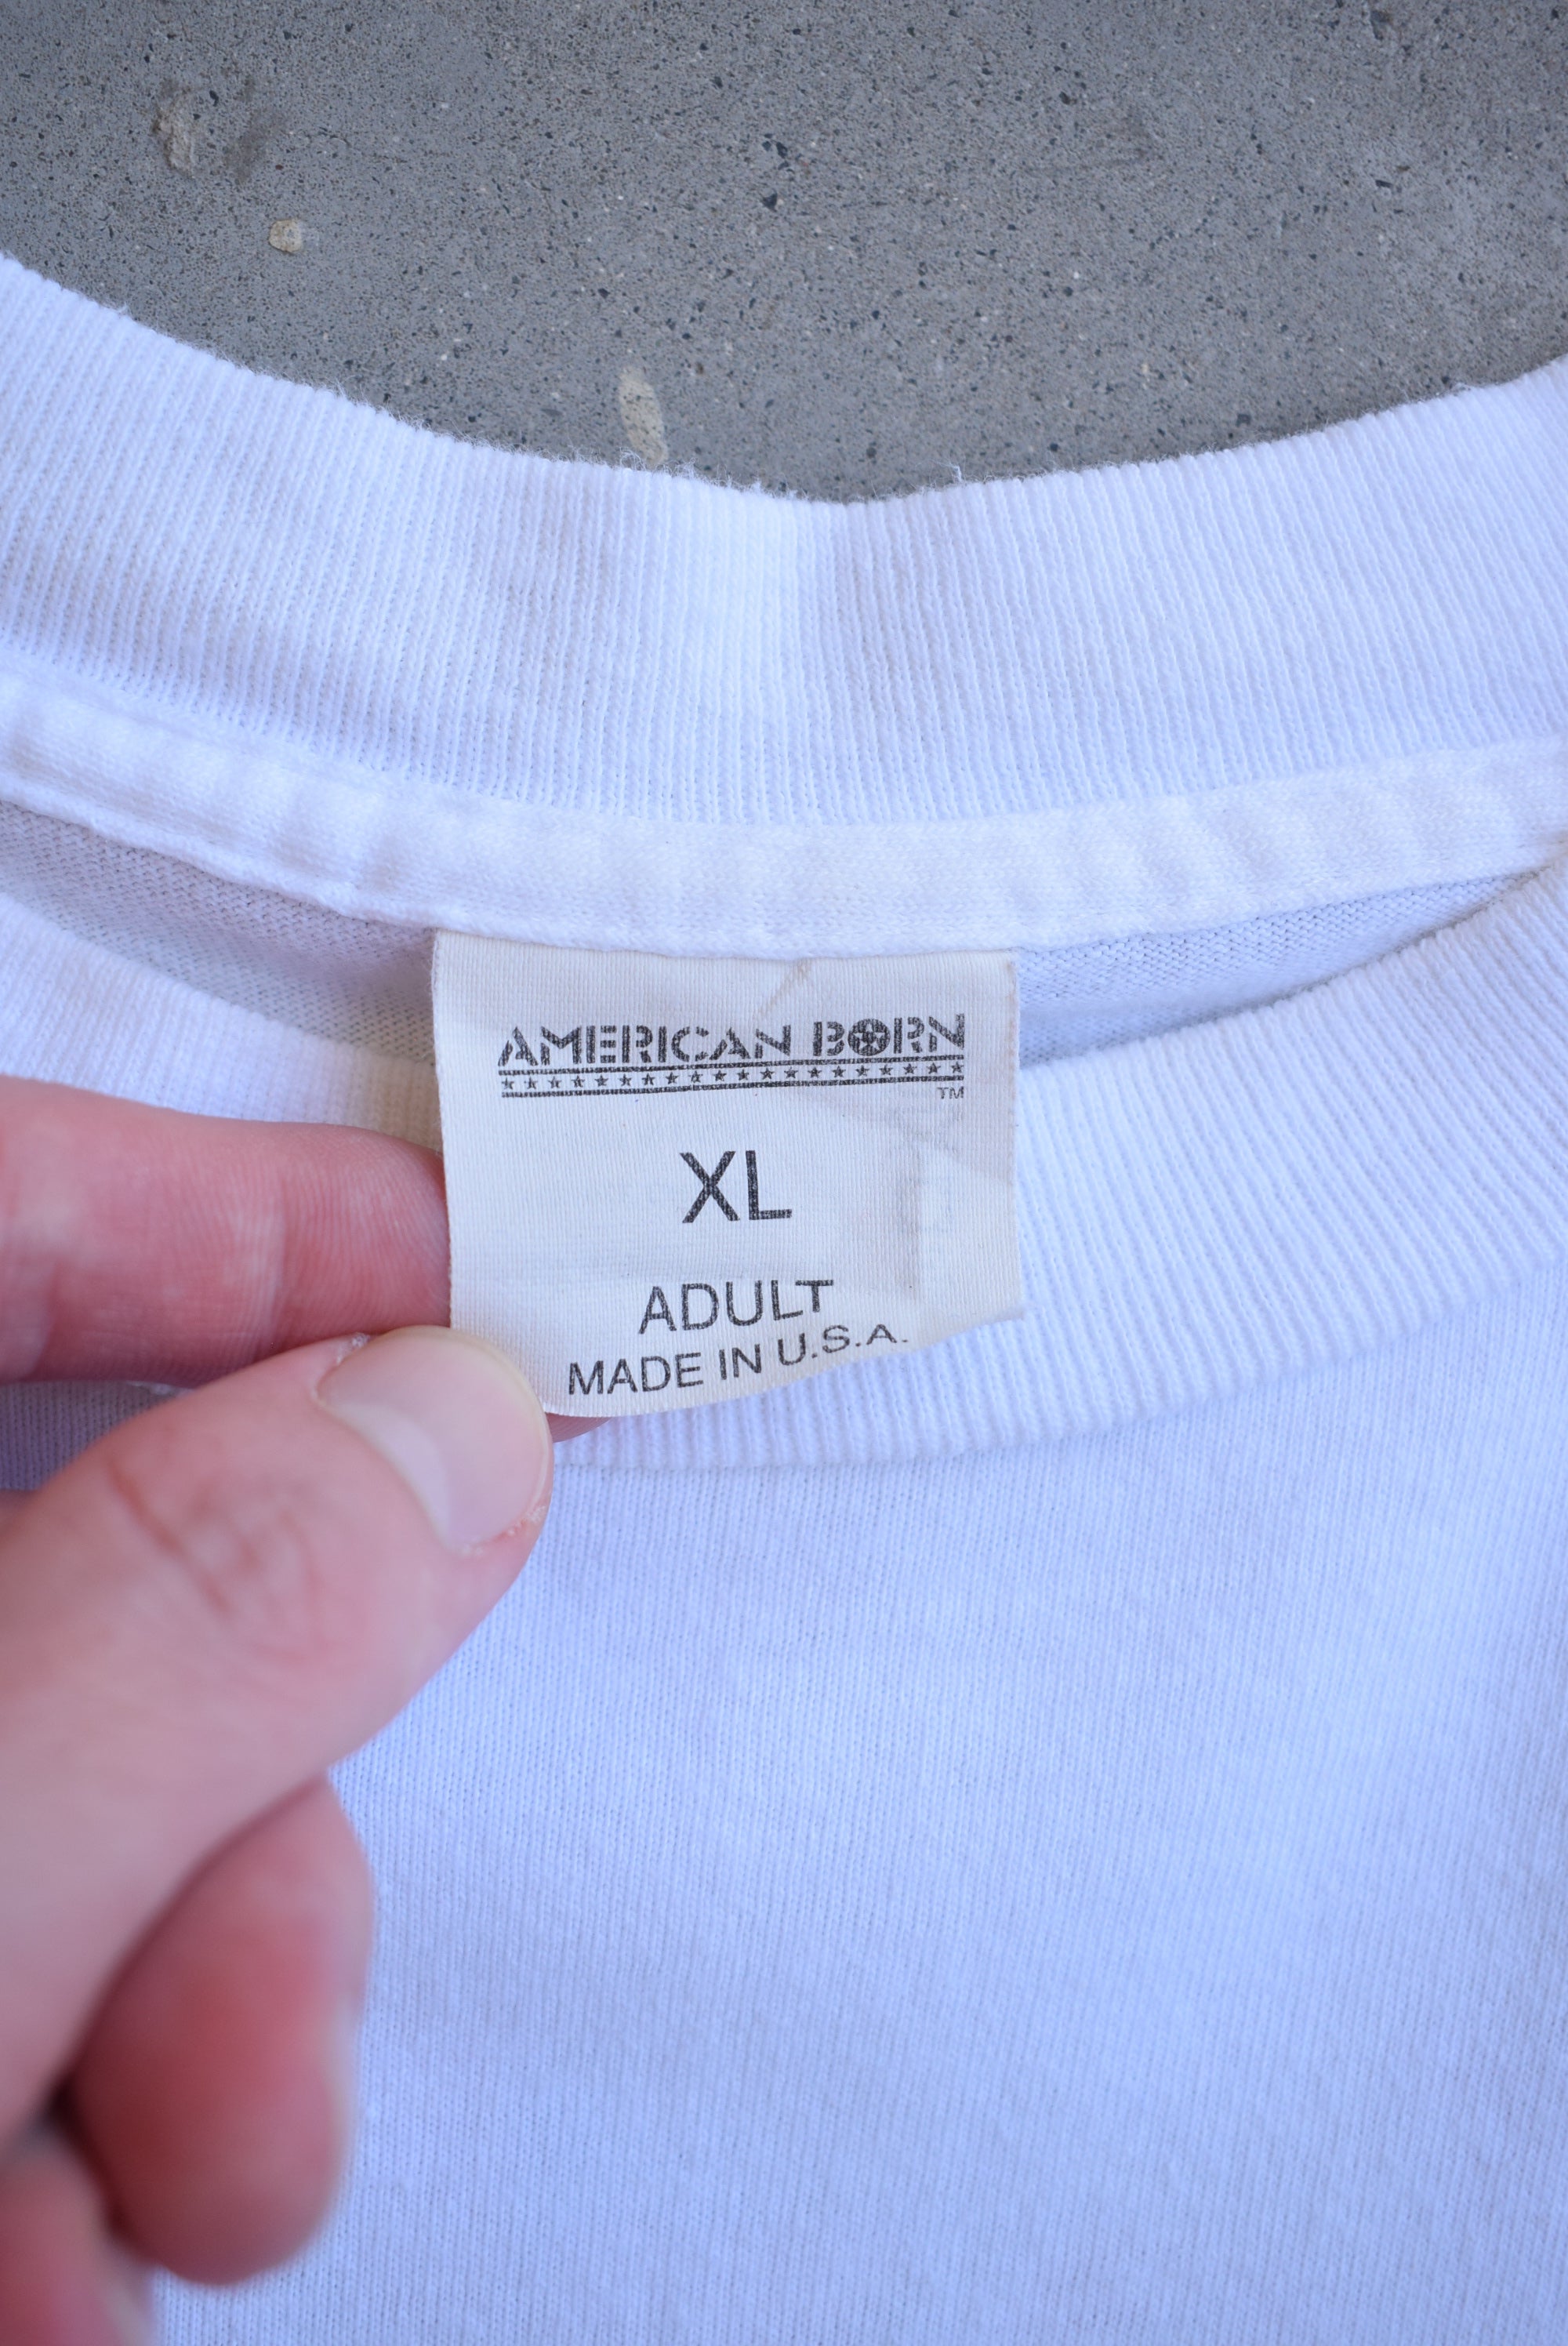 AMERICAN BORN
TM
XL
ADULT
MADE IN U.S.A.